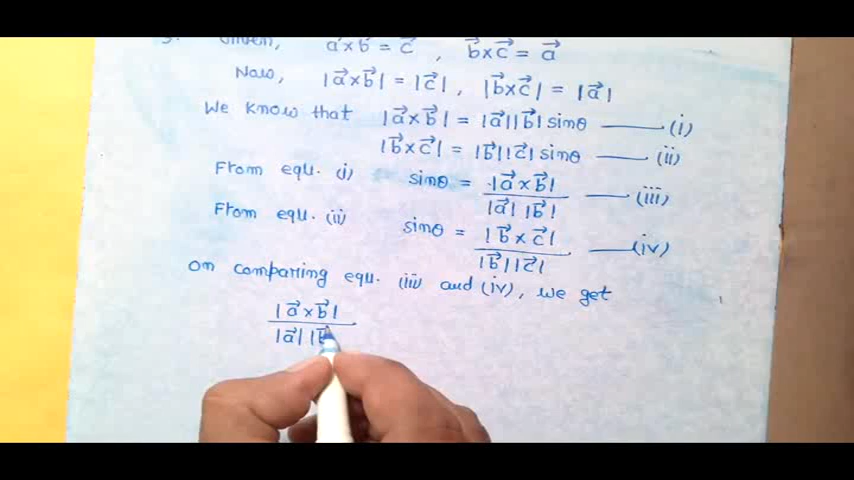 Given, a⃗×b⃗ = c⃗ , b⃗×c⃗ = a⃗
Now, |a⃗×b⃗| = |c⃗| , |b⃗×c⃗| = |a⃗|
We know that |a⃗×b⃗| = |a⃗||b⃗| sinθ —— (i)
|b⃗×c⃗| = |b⃗||c⃗| sinθ —— (ii)
From equ. (i) sinθ = |a⃗×b⃗| / |a⃗| |b⃗| —— (iii)
From equ. (ii) sinθ = |b⃗×c⃗| / |b⃗||c⃗| —— (iv)
On comparing equ. (iii) and (iv), we get
|a⃗×b⃗|
|a⃗| |b